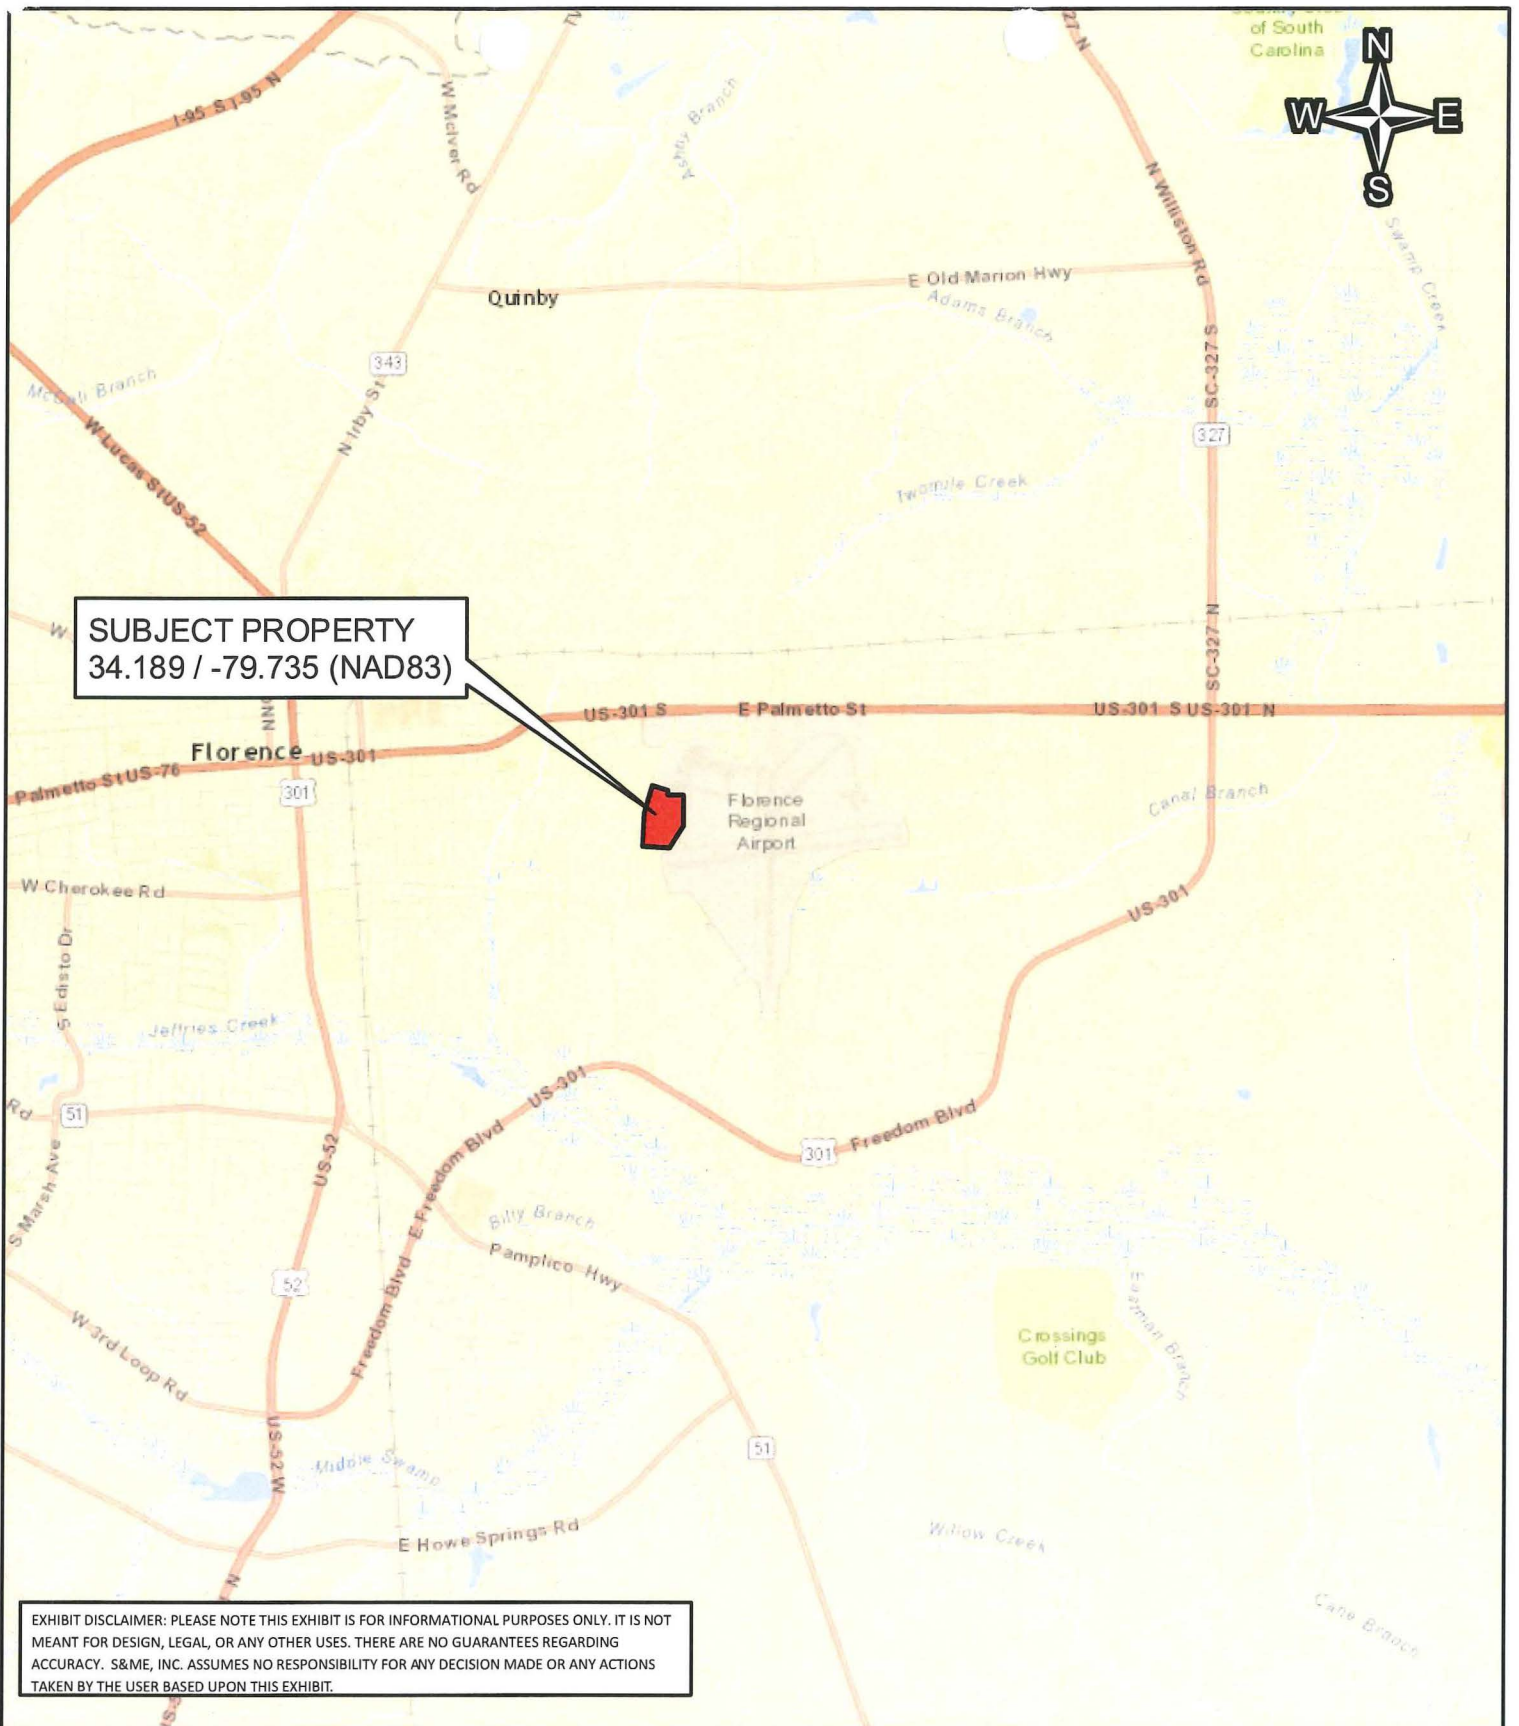 of South
Carolina
N
W
E
S
27 N
I-95 S I-95 N
W McIver Rd
Ashby Branch
N Williston Rd
Swamp Creek
E Old Marion Hwy
Quinby
Adams Branch
343
SC-327 S
McCall Branch
N Irby St
W Lucas St US-52
327
Twomile Creek
SUBJECT PROPERTY
34.189 / -79.735 (NAD83)
W
SC-327 N
US-301 S
E Palmetto St
US-301 S US-301 N
Florence
US-301
Palmetto St US-76
301
Florence
Regional
Airport
Canal Branch
W Cherokee Rd
US-301
S Edisto Dr
Jeffries Creek
US-301
Rd
51
Freedom Blvd
301
US-52
E Freedom Blvd
S Marsh Ave
Billy Branch
Pamplico Hwy
52
Freedom Blvd
W 3rd Loop Rd
Crossings
Golf Club
US-52 W
51
Middle Swamp
E Howe Springs Rd
Willow Creek
N
Cane Branch
EXHIBIT DISCLAIMER: PLEASE NOTE THIS EXHIBIT IS FOR INFORMATIONAL PURPOSES ONLY. IT IS NOT
MEANT FOR DESIGN, LEGAL, OR ANY OTHER USES. THERE ARE NO GUARANTEES REGARDING
ACCURACY. S&ME, INC. ASSUMES NO RESPONSIBILITY FOR ANY DECISION MADE OR ANY ACTIONS
TAKEN BY THE USER BASED UPON THIS EXHIBIT.